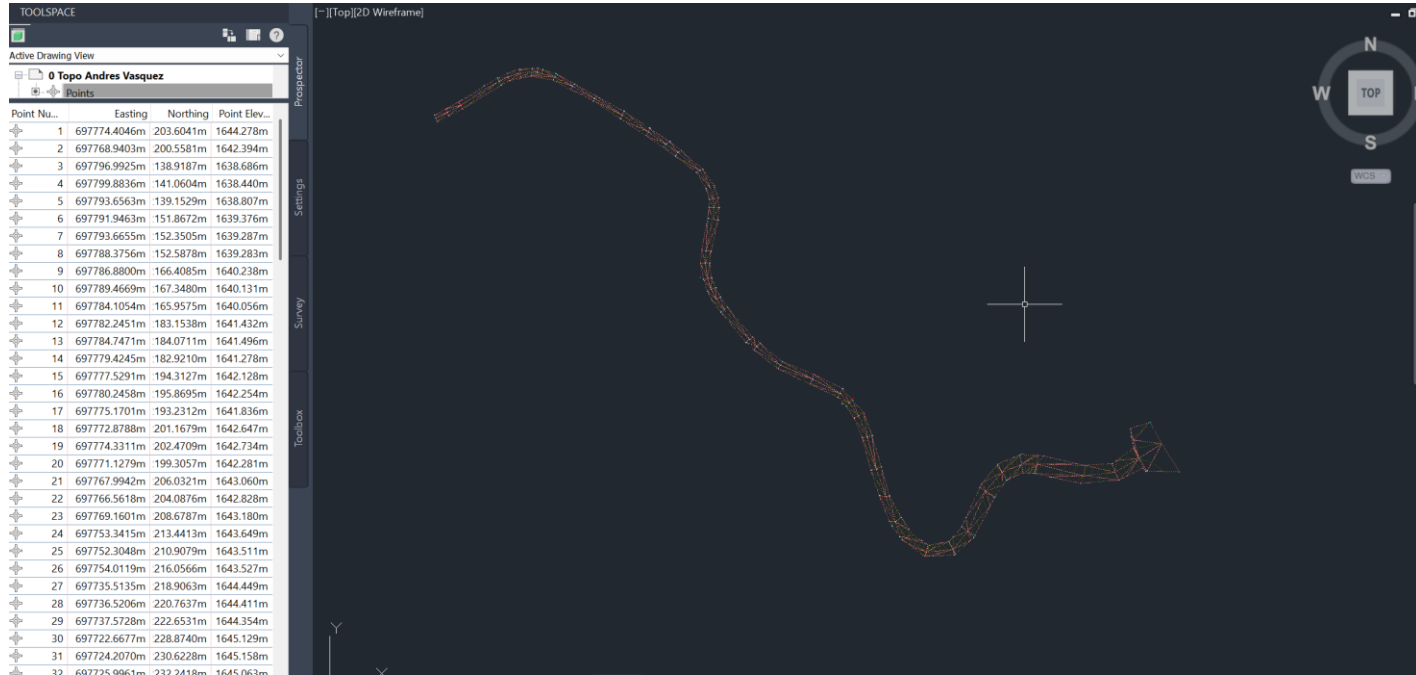 TOOLSPACE
[−][Top][2D Wireframe]
Active Drawing View
0 Topo Andres Vasquez
Points
Point Nu... Easting Northing Point Elev...
1 697774.4046m :203.6041m 1644.278m
2 697768.9403m :200.5581m 1642.394m
3 697796.9925m :138.9187m 1638.686m
4 697799.8836m :141.0604m 1638.440m
5 697793.6563m :139.1529m 1638.807m
6 697791.9463m :151.8672m 1639.376m
7 697793.6655m :152.3505m 1639.287m
8 697788.3756m :152.5878m 1639.283m
9 697786.8800m :166.4085m 1640.238m
10 697789.4669m :167.3480m 1640.131m
11 697784.1054m :165.9575m 1640.056m
12 697782.2451m :183.1538m 1641.432m
13 697784.7471m :184.0711m 1641.496m
14 697779.4245m :182.9210m 1641.278m
15 697777.5291m :194.3127m 1642.128m
16 697780.2458m :195.8695m 1642.254m
17 697775.1701m :193.2312m 1641.836m
18 697772.8788m :201.1679m 1642.647m
19 697774.3311m :202.4709m 1642.734m
20 697771.1279m :199.3057m 1642.281m
21 697767.9942m :206.0321m 1643.060m
22 697766.5618m :204.0876m 1642.828m
23 697769.1601m :208.6787m 1643.180m
24 697753.3415m :213.4413m 1643.649m
25 697752.3048m :210.9079m 1643.511m
26 697754.0119m :216.0566m 1643.527m
27 697735.5135m :218.9063m 1644.449m
28 697736.5206m :220.7637m 1644.411m
29 697737.5728m :222.6531m 1644.354m
30 697722.6677m :228.8740m 1645.129m
31 697724.2070m :230.6228m 1645.158m
32 697725.9961m :232.2418m 1645.063m
Prospector
Settings
Survey
Toolbox
N
W
TOP
S
WCS
Y
X